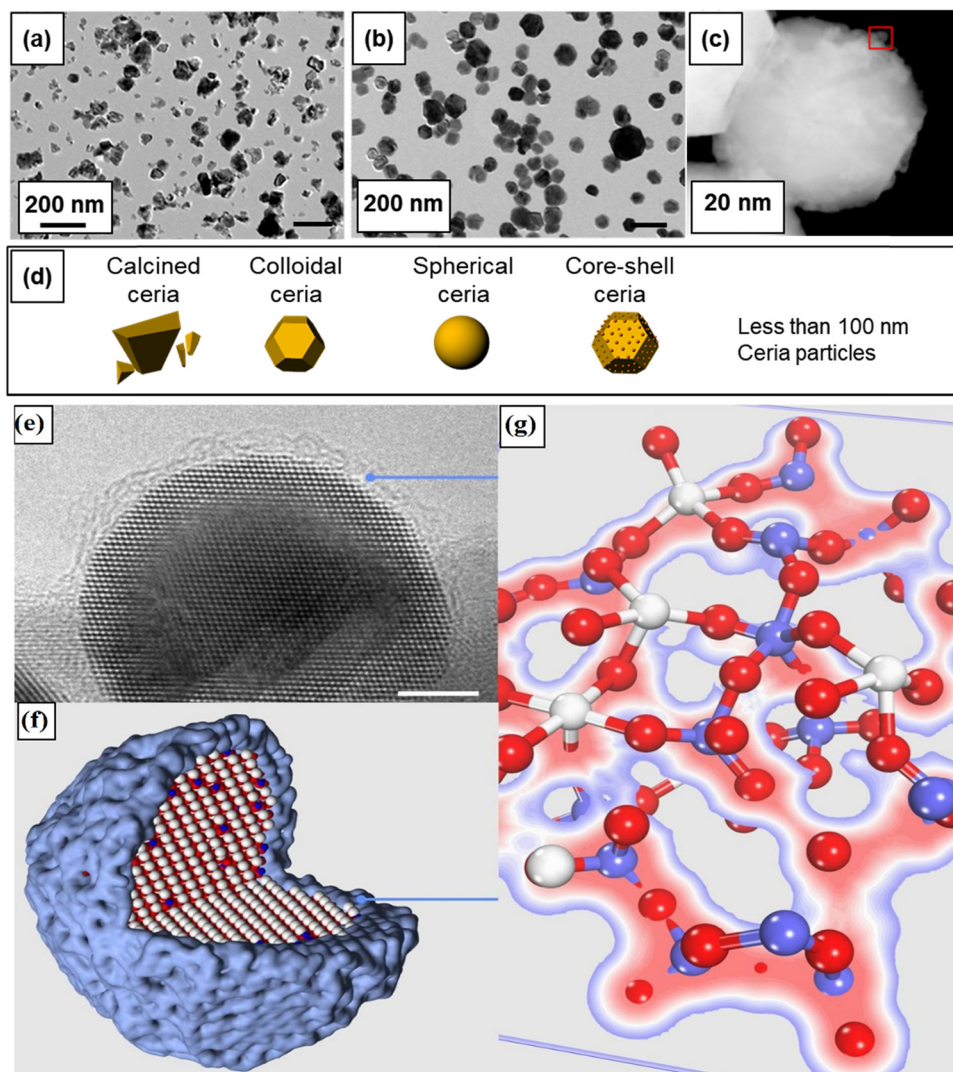 (a)
200 nm
(b)
200 nm
(c)
20 nm
(d)
Calcined
ceria
Colloidal
ceria
Spherical
ceria
Core-shell
ceria
Less than 100 nm
Ceria particles
(e)
(f)
(g)